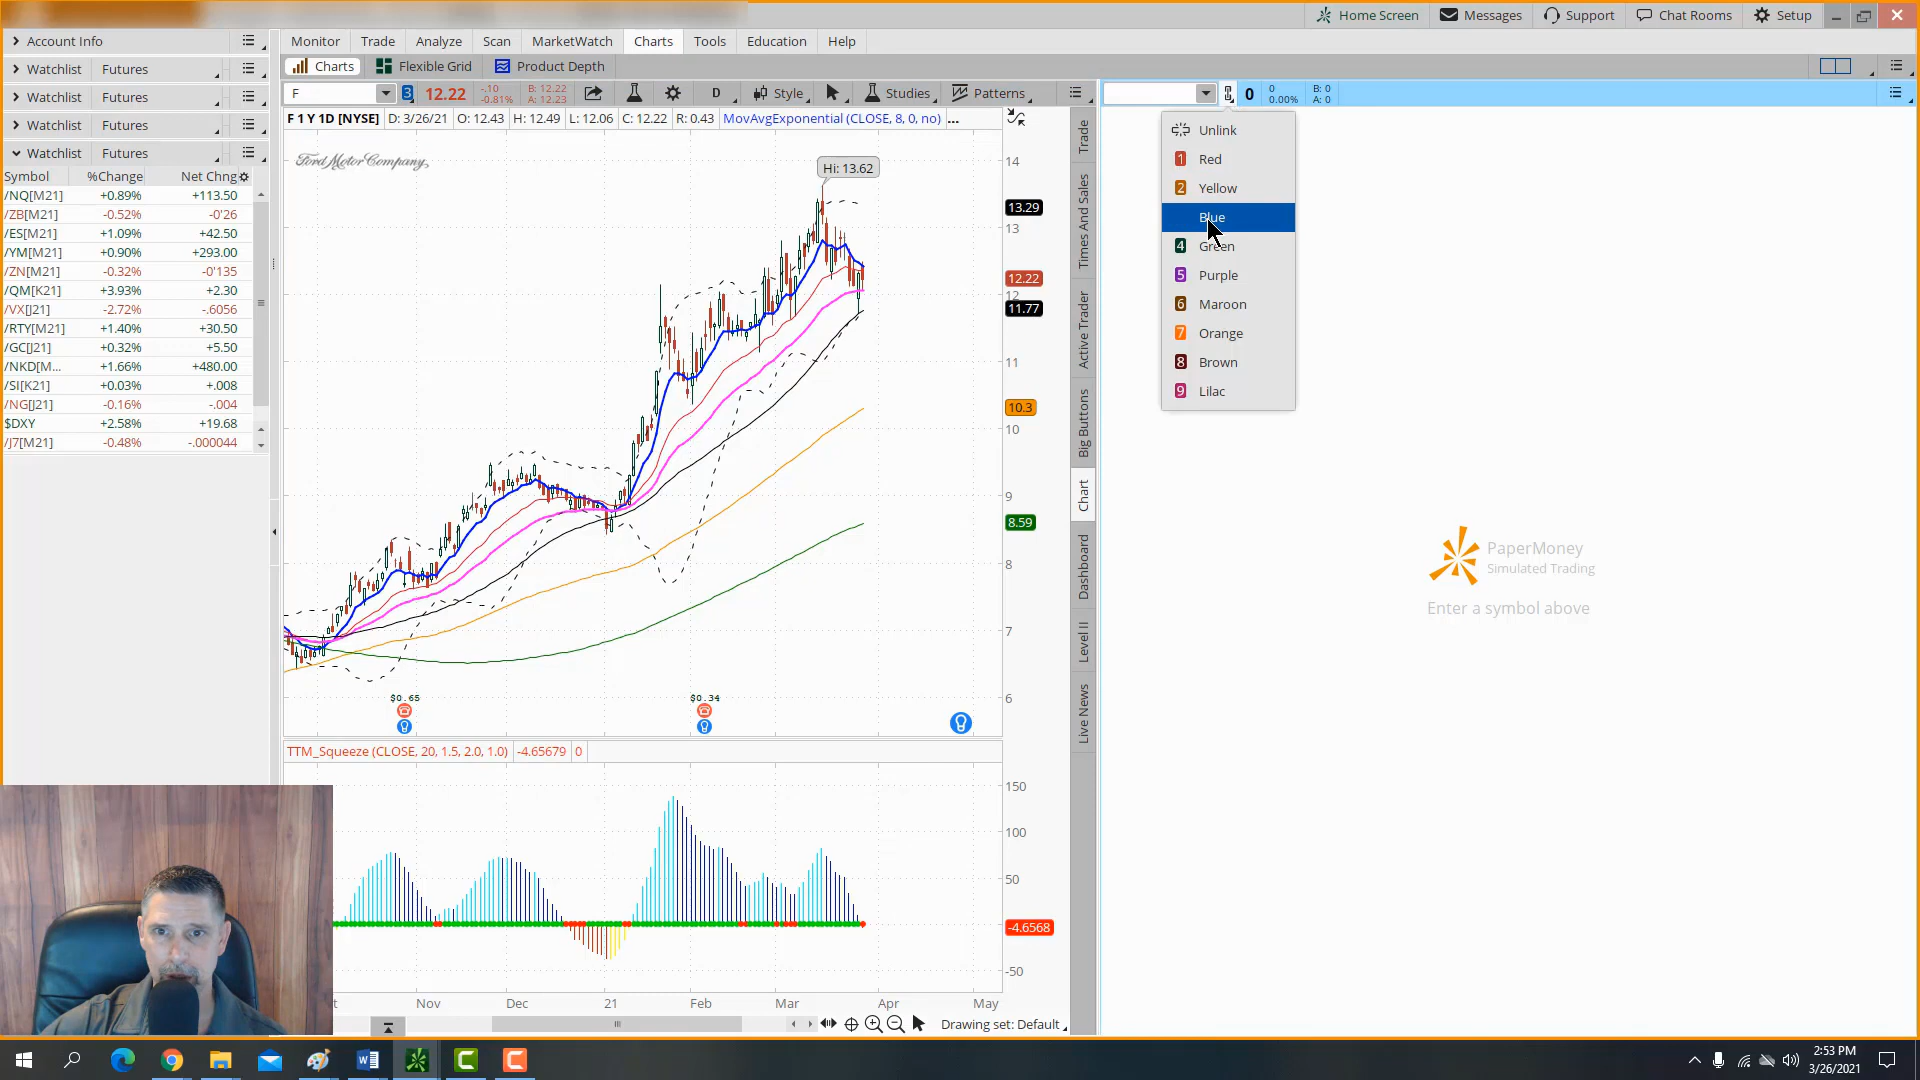 Home Screen
Messages
Support
Chat Rooms
Setup
Account Info
Monitor
Trade
Analyze
Scan
MarketWatch
Charts
Tools
Education
Help
Watchlist Futures
Charts
Flexible Grid
Product Depth
Watchlist Futures
F
3
12.22
-.10
-0.81%
B: 12.22
A: 12.23
D
Style
Studies
Patterns
0
0
0.00%
B: 0
A: 0
Watchlist Futures
Watchlist Futures
Symbol %Change Net Chng
/NQ[M21] +0.89% +113.50
/ZB[M21] -0.52% -0'26
/ES[M21] +1.09% +42.50
/YM[M21] +0.90% +293.00
/ZN[M21] -0.32% -0'135
/QM[K21] +3.93% +2.30
/VX[J21] -2.72% -.6056
/RTY[M21] +1.40% +30.50
/GC[J21] +0.32% +5.50
/NKD[M... +1.66% +480.00
/SI[K21] +0.03% +.008
/NG[J21] -0.16% -.004
$DXY +2.58% +19.68
/J7[M21] -0.48% -.000044
F 1 Y 1D [NYSE] D: 3/26/21 O: 12.43 H: 12.49 L: 12.06 C: 12.22 R: 0.43 MovAvgExponential (CLOSE, 8, 0, no) ...
Ford Motor Company,
Hi: 13.62
14
13.29
13
12.22
12
11.77
11
10.3
10
9
8.59
8
7
6
$0.65
$0.34
TTM_Squeeze (CLOSE, 20, 1.5, 2.0, 1.0) -4.65679 0
150
100
50
-4.6568
-50
Nov
Dec
21
Feb
Mar
Apr
May
Drawing set: Default
Trade
Times And Sales
Active Trader
Big Buttons
Chart
Dashboard
Level II
Live News
Unlink
1 Red
2 Yellow
Blue
4 Green
5 Purple
6 Maroon
7 Orange
8 Brown
9 Lilac
PaperMoney
Simulated Trading
Enter a symbol above
2:53 PM
3/26/2021